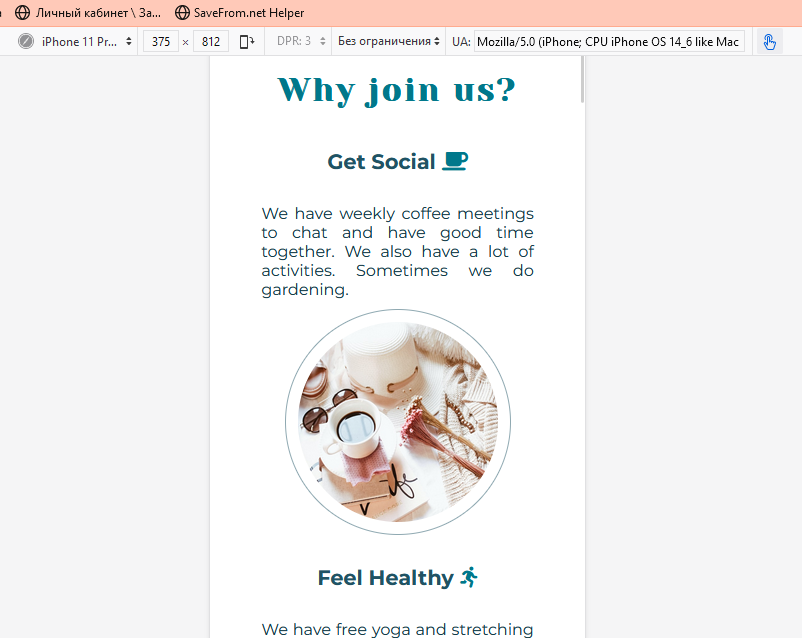 Личный кабинет \ За...
SaveFrom.net Helper
iPhone 11 Pr...
375 × 812
DPR: 3
Без ограничения
UA: Mozilla/5.0 (iPhone; CPU iPhone OS 14_6 like Mac
Why join us?
Get Social
We have weekly coffee meetings
to chat and have good time
together. We also have a lot of
activities. Sometimes we do
gardening.
Feel Healthy
We have free yoga and stretching